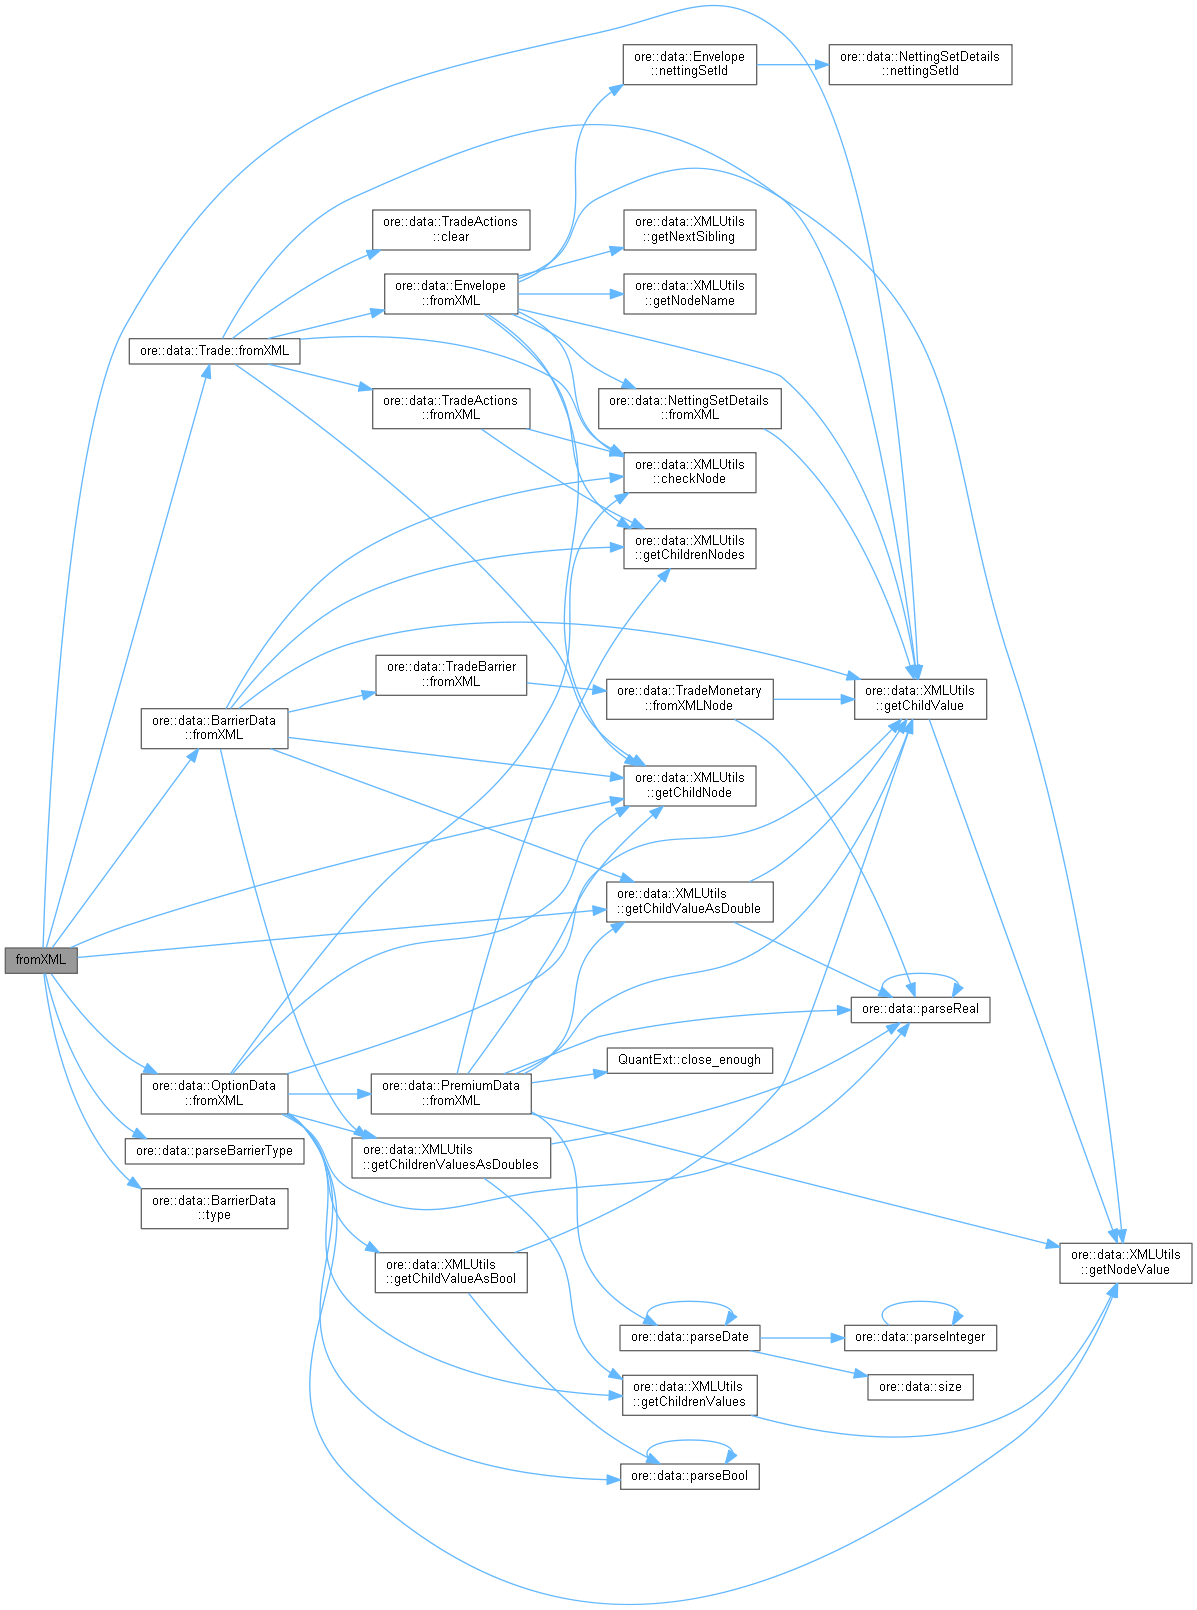 ore::data::Envelope
::nettingSetId
ore::data::NettingSetDetails
::nettingSetId
ore::data::TradeActions
::clear
ore::data::XMLUtils
::getNextSibling
ore::data::Envelope
::fromXML
ore::data::XMLUtils
::getNodeName
ore::data::Trade::fromXML
ore::data::TradeActions
::fromXML
ore::data::NettingSetDetails
::fromXML
ore::data::XMLUtils
::checkNode
ore::data::XMLUtils
::getChildrenNodes
ore::data::TradeBarrier
::fromXML
ore::data::TradeMonetary
::fromXMLNode
ore::data::XMLUtils
::getChildValue
ore::data::BarrierData
::fromXML
ore::data::XMLUtils
::getChildNode
ore::data::XMLUtils
::getChildValueAsDouble
fromXML
ore::data::parseReal
QuantExt::close_enough
ore::data::OptionData
::fromXML
ore::data::PremiumData
::fromXML
ore::data::parseBarrierType
ore::data::XMLUtils
::getChildrenValuesAsDoubles
ore::data::BarrierData
::type
ore::data::XMLUtils
::getChildValueAsBool
ore::data::XMLUtils
::getNodeValue
ore::data::parseDate
ore::data::parseInteger
ore::data::size
ore::data::XMLUtils
::getChildrenValues
ore::data::parseBool